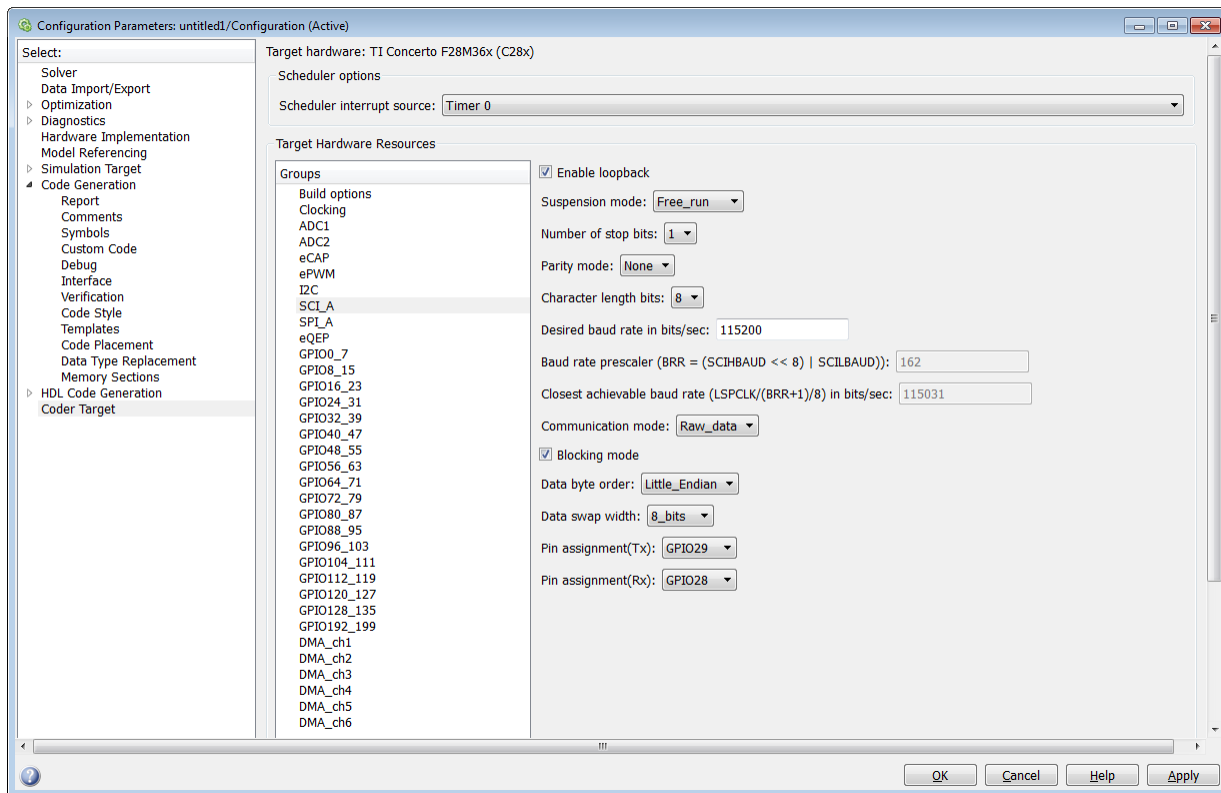 Configuration Parameters: untitled1/Configuration (Active)
Select:
Solver
Data Import/Export
Optimization
Diagnostics
Hardware Implementation
Model Referencing
Simulation Target
Code Generation
Report
Comments
Symbols
Custom Code
Debug
Interface
Verification
Code Style
Templates
Code Placement
Data Type Replacement
Memory Sections
HDL Code Generation
Coder Target
Target hardware: TI Concerto F28M36x (C28x)
Scheduler options
Scheduler interrupt source: Timer 0
Target Hardware Resources
Groups
Build options
Clocking
ADC1
ADC2
eCAP
ePWM
I2C
SCI_A
SPI_A
eQEP
GPIO0_7
GPIO8_15
GPIO16_23
GPIO24_31
GPIO32_39
GPIO40_47
GPIO48_55
GPIO56_63
GPIO64_71
GPIO72_79
GPIO80_87
GPIO88_95
GPIO96_103
GPIO104_111
GPIO112_119
GPIO120_127
GPIO128_135
GPIO192_199
DMA_ch1
DMA_ch2
DMA_ch3
DMA_ch4
DMA_ch5
DMA_ch6
Enable loopback
Suspension mode: Free_run
Number of stop bits: 1
Parity mode: None
Character length bits: 8
Desired baud rate in bits/sec: 115200
Baud rate prescaler (BRR = (SCIHBAUD << 8) | SCILBAUD)): 162
Closest achievable baud rate (LSPCLK/(BRR+1)/8) in bits/sec: 115031
Communication mode: Raw_data
Blocking mode
Data byte order: Little_Endian
Data swap width: 8_bits
Pin assignment(Tx): GPIO29
Pin assignment(Rx): GPIO28
OK Cancel Help Apply